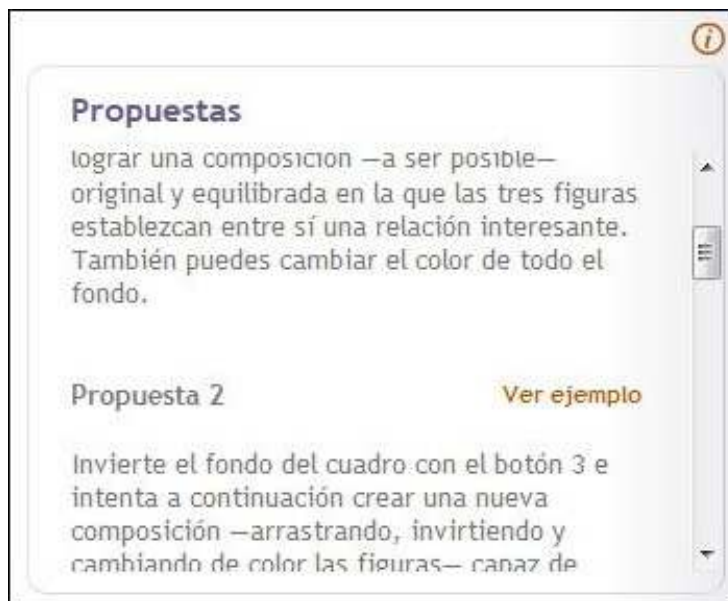 Propuestas
lograr una composición —a ser posible—
original y equilibrada en la que las tres figuras
establezcan entre sí una relación interesante.
También puedes cambiar el color de todo el
fondo.
Propuesta 2
Ver ejemplo
Invierte el fondo del cuadro con el botón 3 e
intenta a continuación crear una nueva
composición —arrastrando, invirtiendo y
cambiando de color las figuras— capaz de